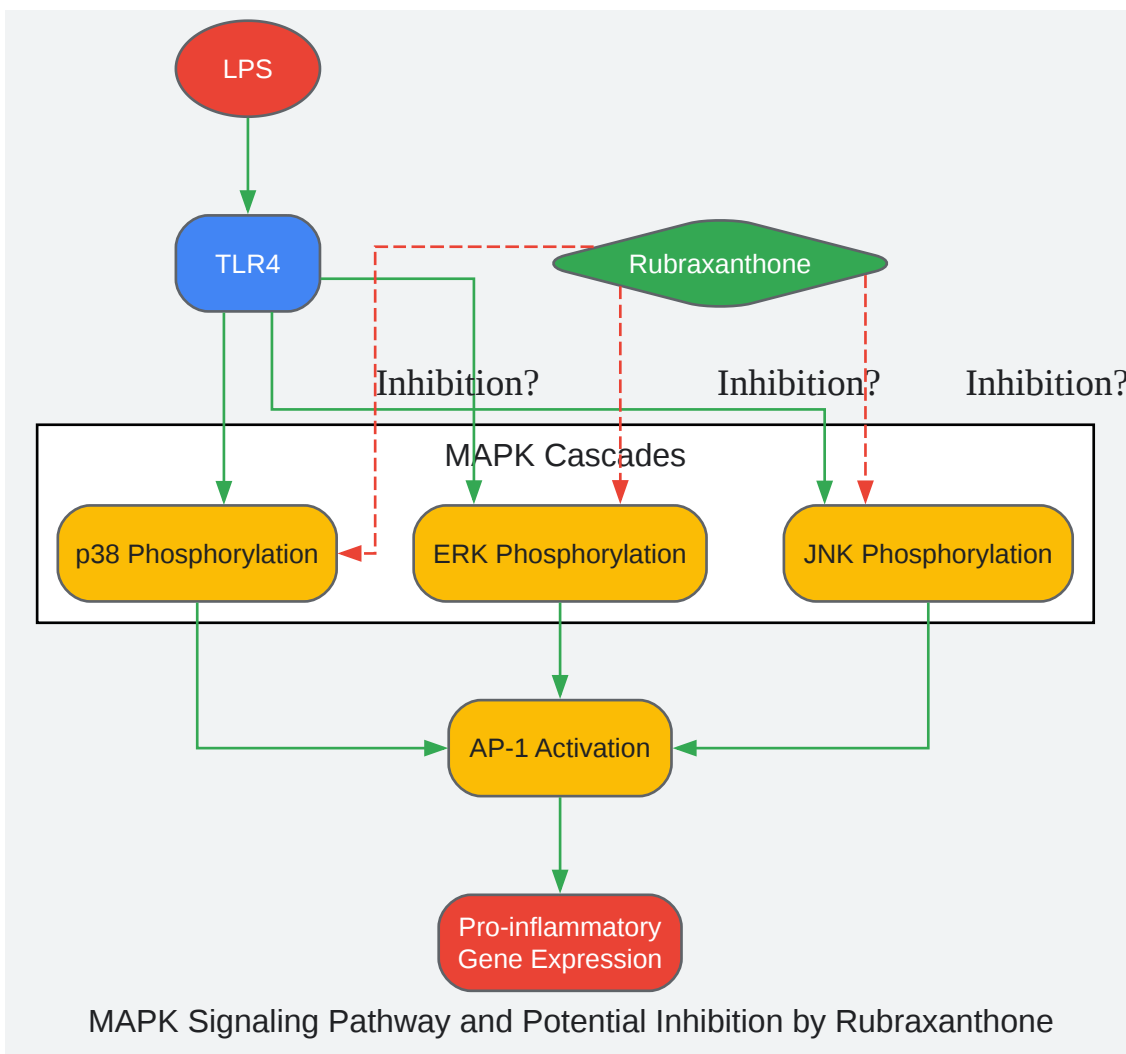 LPS
TLR4
Rubraxanthone
Inhibition?
Inhibition?
Inhibition?
MAPK Cascades
p38 Phosphorylation
ERK Phosphorylation
JNK Phosphorylation
AP-1 Activation
Pro-inflammatory
Gene Expression
MAPK Signaling Pathway and Potential Inhibition by Rubraxanthone